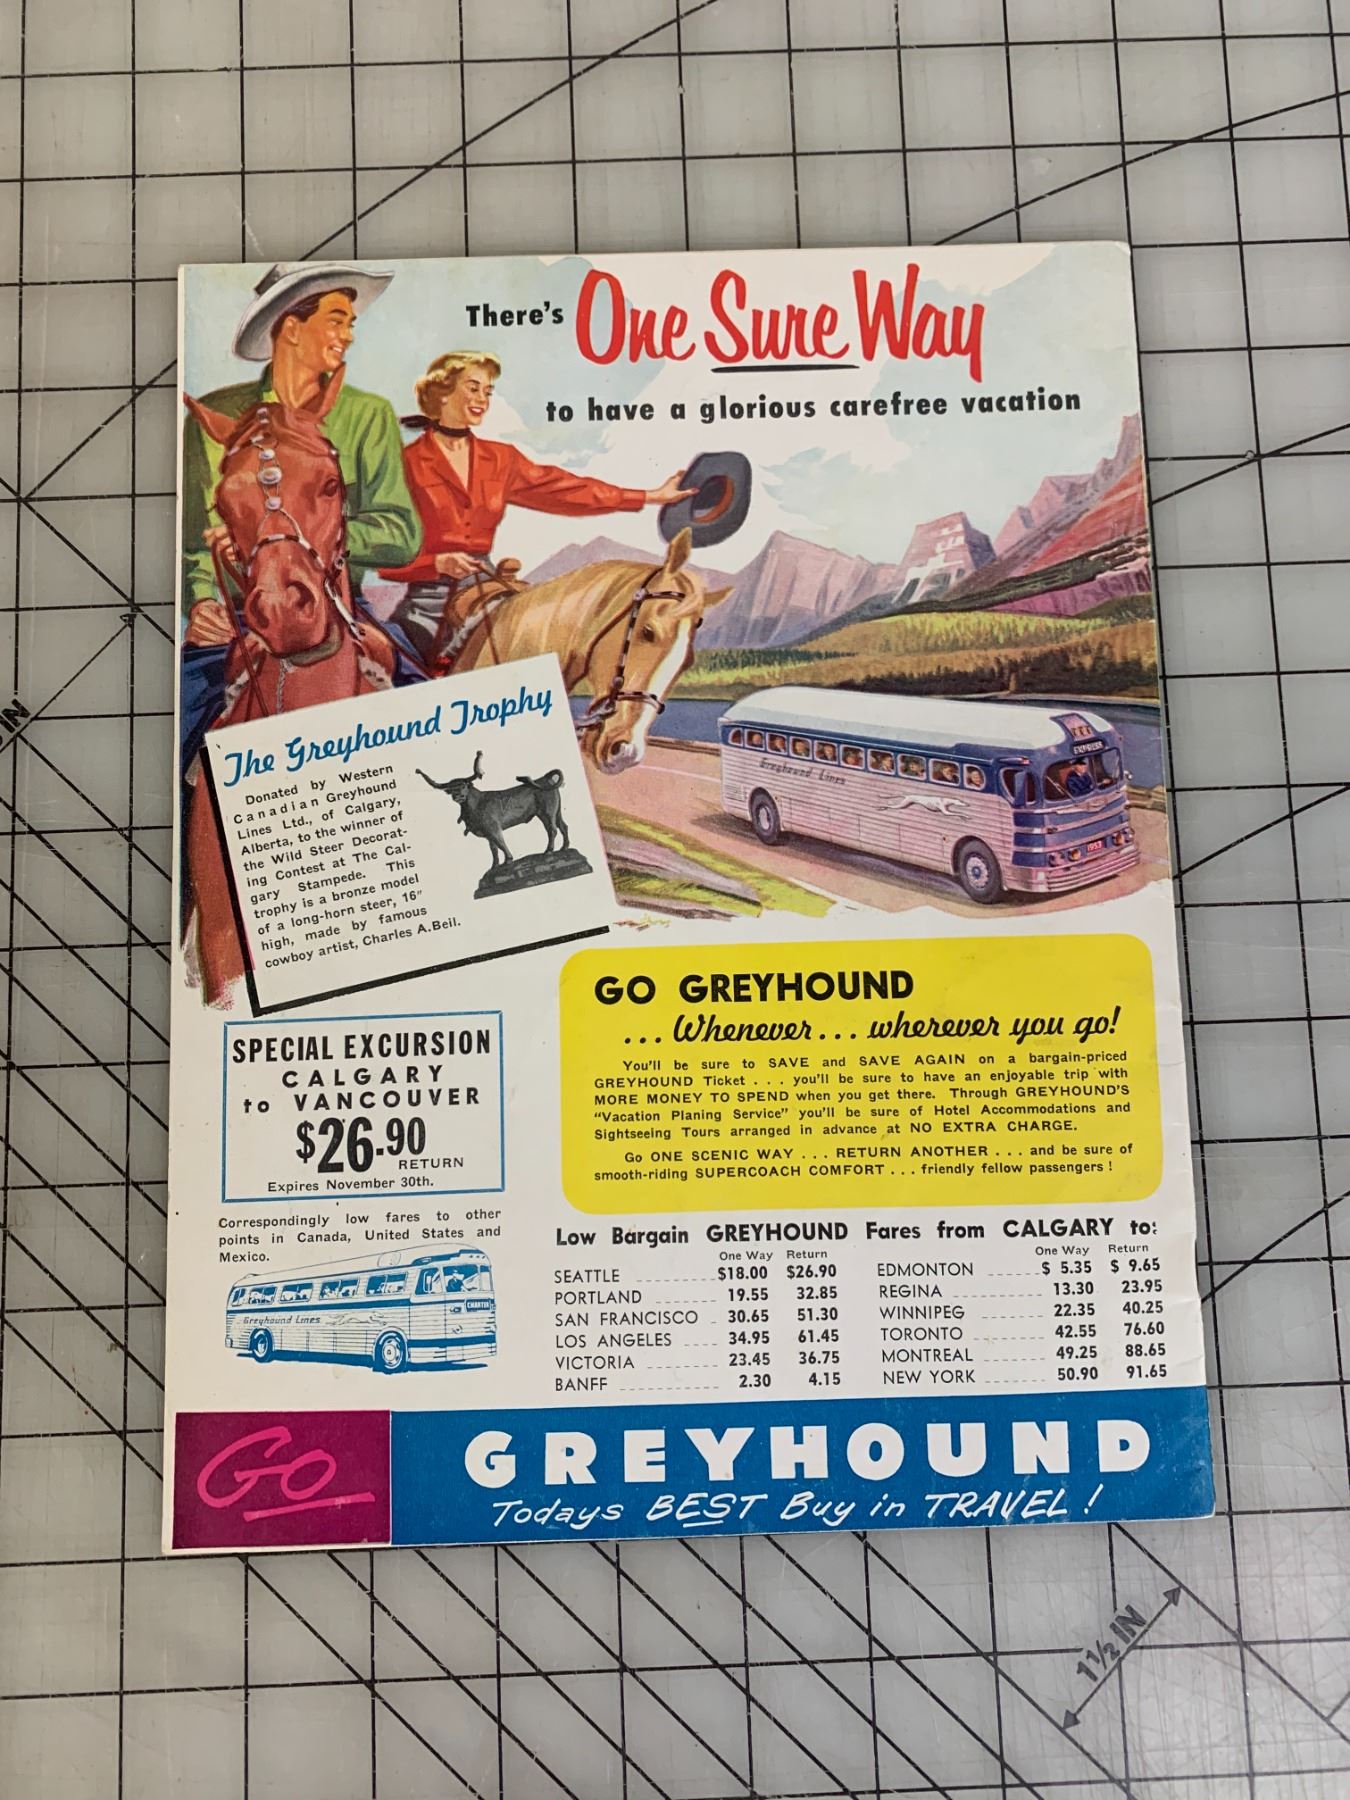 There's One Sure Way
to have a glorious carefree vacation
EXPRESS
Greyhound Lines
1953
The Greyhound Trophy
Donated by Western
Canadian Greyhound
Lines Ltd., of Calgary,
Alberta, to the winner of
the Wild Steer Decorat-
ing Contest at The Cal-
gary Stampede. This
trophy is a bronze model
of a long-horn steer, 16"
high, made by famous
cowboy artist, Charles A.Beil.
GO GREYHOUND
... Whenever... wherever you go!
You'll be sure to SAVE and SAVE AGAIN on a bargain-priced
GREYHOUND Ticket . . . you'll be sure to have an enjoyable trip with
MORE MONEY TO SPEND when you get there. Through GREYHOUND'S
"Vacation Planing Service" you'll be sure of Hotel Accommodations and
Sightseeing Tours arranged in advance at NO EXTRA CHARGE.
Go ONE SCENIC WAY . . . RETURN ANOTHER . . . and be sure of
smooth-riding SUPERCOACH COMFORT . . . friendly fellow passengers !
SPECIAL EXCURSION
CALGARY
to VANCOUVER
$26.90
RETURN
Expires November 30th.
Correspondingly low fares to other
points in Canada, United States and
Mexico.
CHARTER
Greyhound Lines
Low Bargain GREYHOUND Fares from CALGARY to:
One Way Return One Way Return
SEATTLE $18.00 $26.90 EDMONTON $ 5.35 $ 9.65
PORTLAND 19.55 32.85 REGINA 13.30 23.95
SAN FRANCISCO 30.65 51.30 WINNIPEG 22.35 40.25
LOS ANGELES 34.95 61.45 TORONTO 42.55 76.60
VICTORIA 23.45 36.75 MONTREAL 49.25 88.65
BANFF 2.30 4.15 NEW YORK 50.90 91.65
Go GREYHOUND
Todays BEST Buy in TRAVEL !
IN
1½ IN